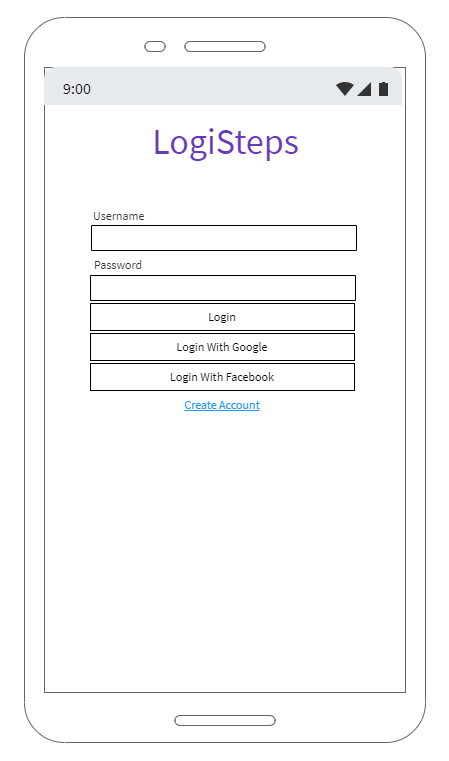 9:00
LogiSteps
Username
Password
Login
Login With Google
Login With Facebook
Create Account